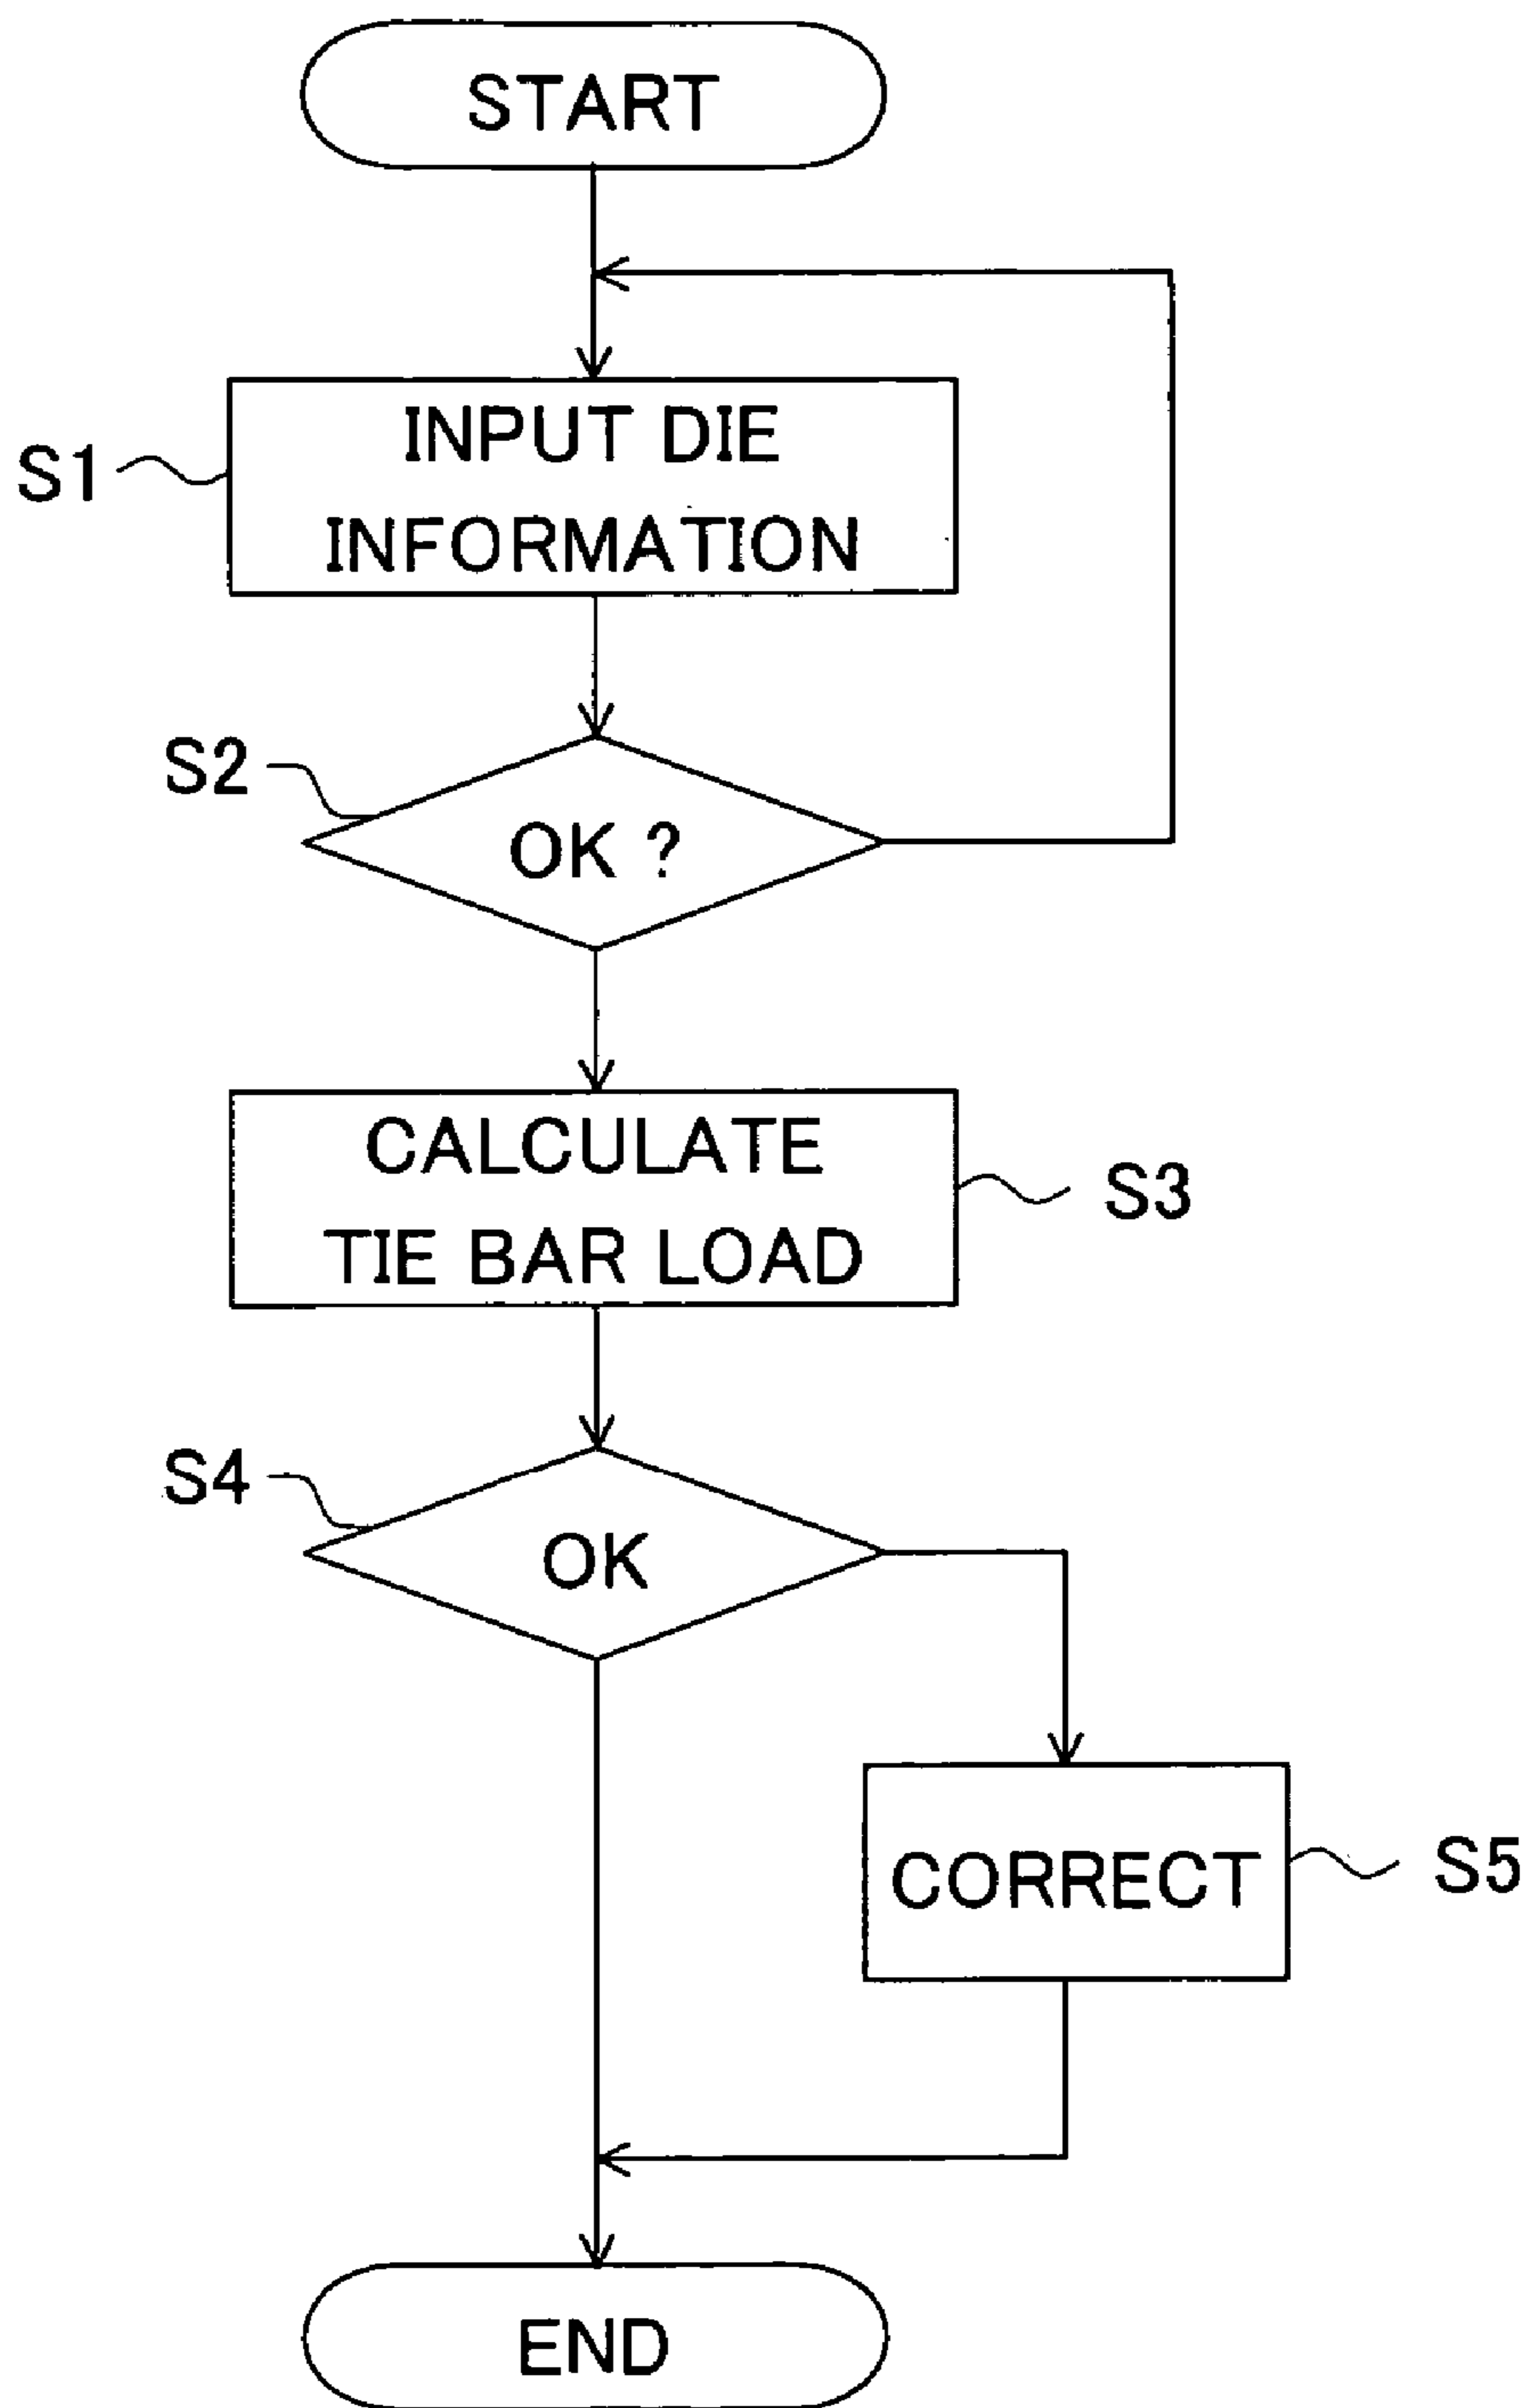 START
S1
INPUT DIE
INFORMATION
S2
OK ?
CALCULATE
TIE BAR LOAD
S3
S4
OK
CORRECT
S5
END